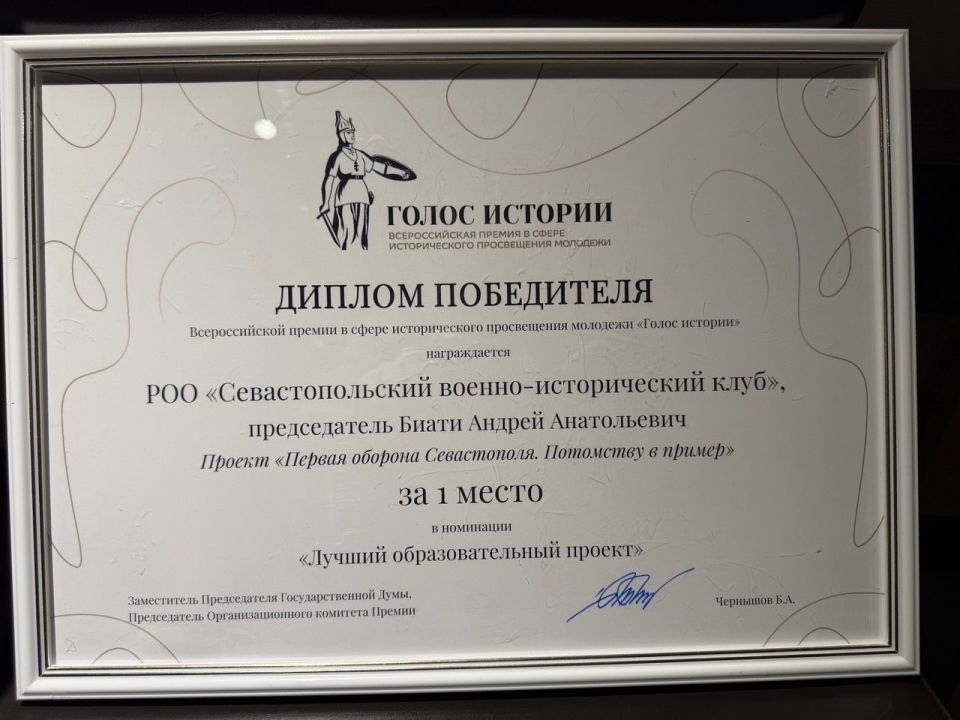 ГОЛОС ИСТОРИИ
ВСЕРОССИЙСКАЯ ПРЕМИЯ В СФЕРЕ
ИСТОРИЧЕСКОГО ПРОСВЕЩЕНИЯ МОЛОДЕЖИ
ДИПЛОМ ПОБЕДИТЕЛЯ
Всероссийской премии в сфере исторического просвещения молодежи «Голос истории»
награждается
РОО «Севастопольский военно-исторический клуб»,
председатель Биати Андрей Анатольевич
Проект «Первая оборона Севастополя. Потомству в пример»
за 1 место
в номинации
«Лучший образовательный проект»
Заместитель Председателя Государственной Думы,
Председатель Организационного комитета Премии
Чернышов Б.А.